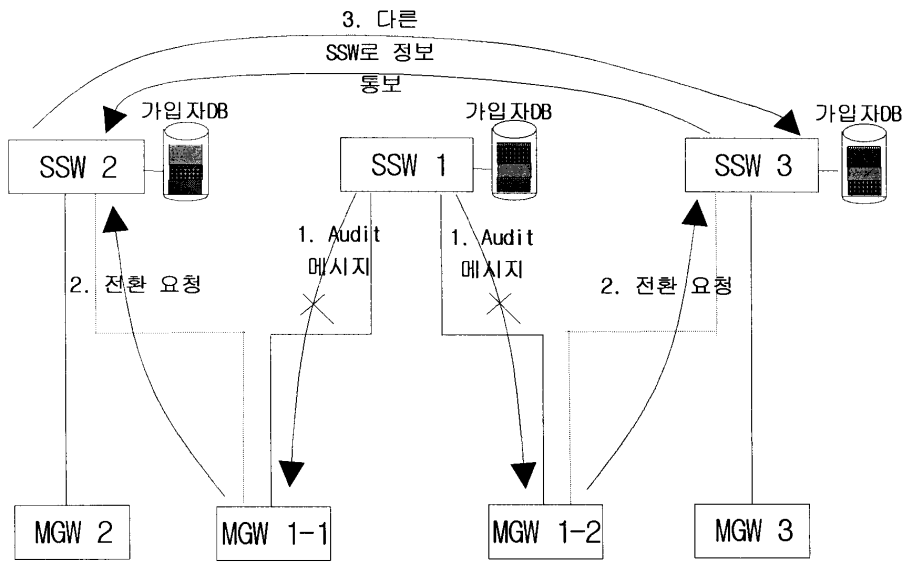 3. 다른
SSW로 정보
통보
가입자DB
가입자DB
가입자DB
SSW 2
SSW 1
SSW 3
1. Audit
메시지
1. Audit
메시지
2. 전환 요청
2. 전환 요청
MGW 2
MGW 1-1
MGW 1-2
MGW 3